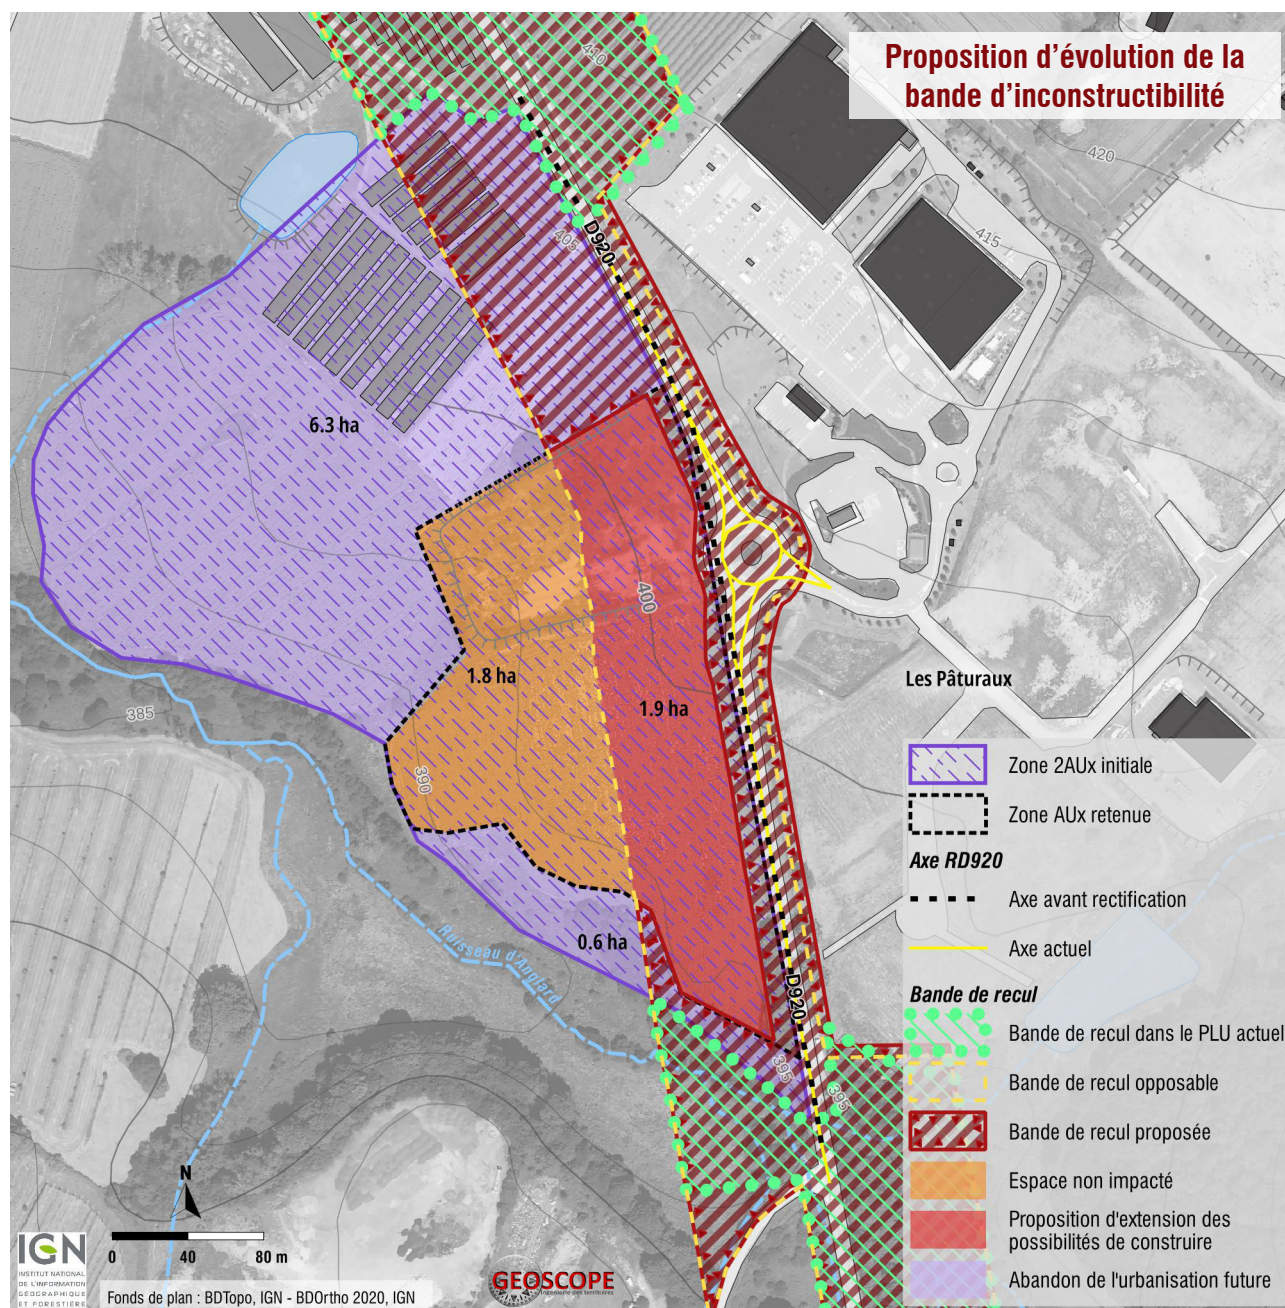 Proposition d'évolution de la
bande d'inconstructibilité
410
420
415
405
D920
6.3 ha
400
1.8 ha
1.9 ha
Les Pâturaux
385
390
0.6 ha
Ruisseau d'Anglard
D920
395
395
Zone 2AUx initiale
Zone AUx retenue
Axe RD920
Axe avant rectification
Axe actuel
Bande de recul
Bande de recul dans le PLU actuel
Bande de recul opposable
Bande de recul proposée
Espace non impacté
Proposition d'extension des
possibilités de construire
Abandon de l'urbanisation future
N
0 40 80 m
IGN
INSTITUT NATIONAL
DE L'INFORMATION
GÉOGRAPHIQUE
ET FORESTIÈRE
Fonds de plan : BDTopo, IGN - BDOrtho 2020, IGN
GEOSCOPE
Ingénierie des territoires